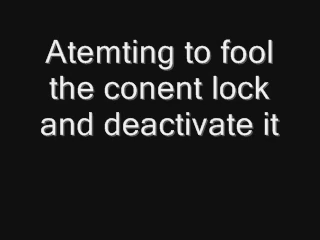 Atemting to fool
the conent lock
and deactivate it